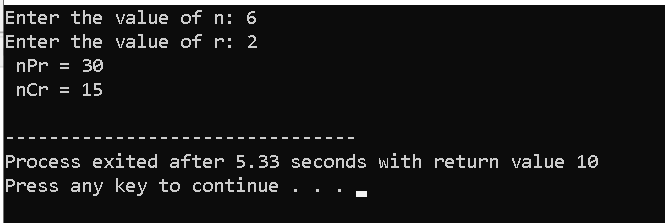 Enter the value of n: 6
Enter the value of r: 2
nPr = 30
nCr = 15
--------------------------------
Process exited after 5.33 seconds with return value 10
Press any key to continue . . .